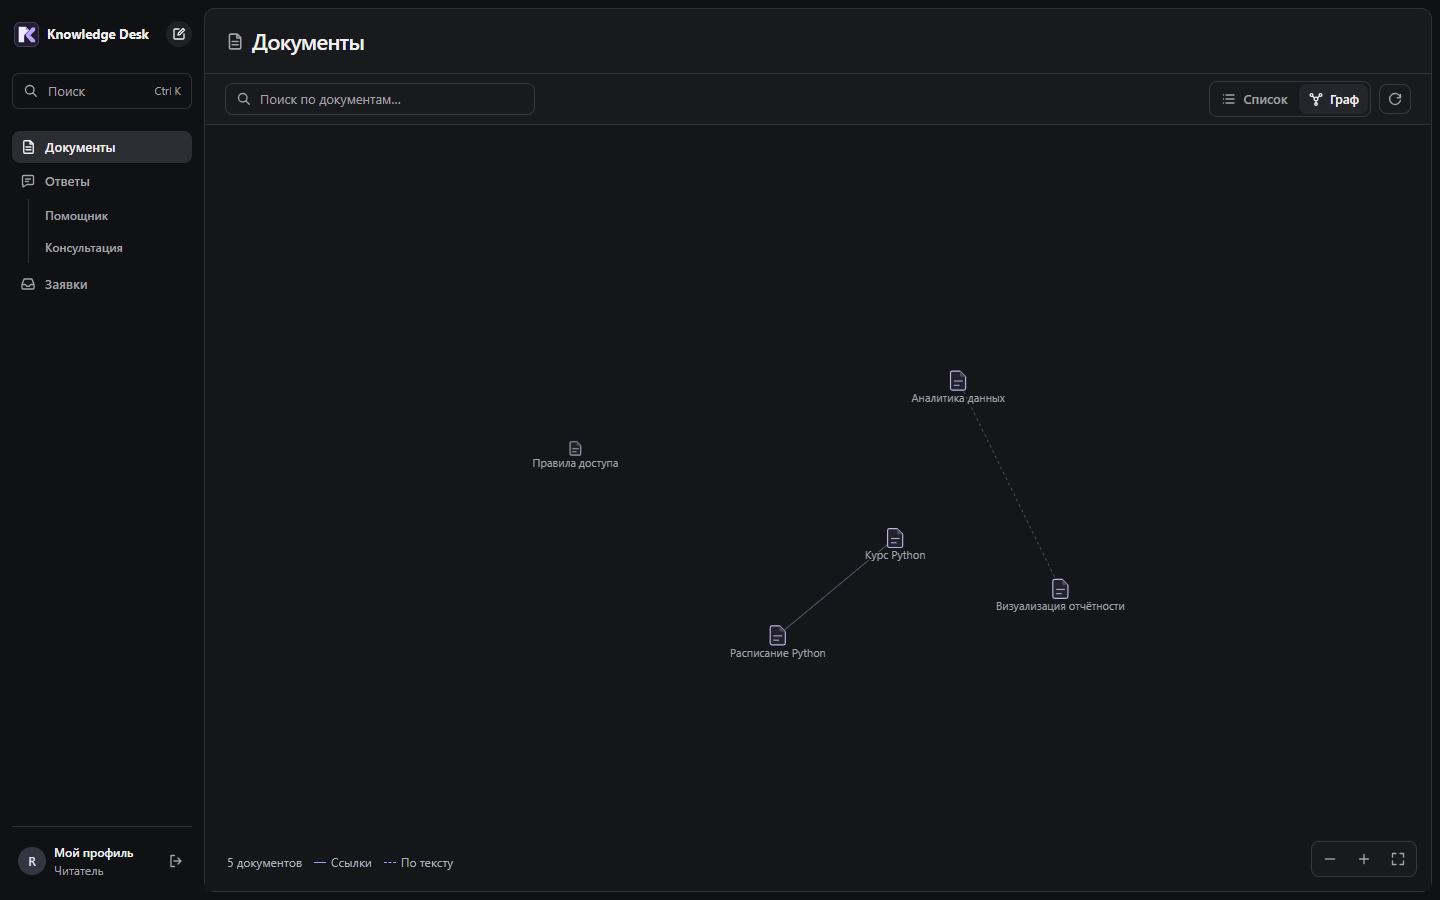 Knowledge Desk
Поиск Ctrl K
Документы
Ответы
Помощник
Консультация
Заявки
R
Мой профиль
Читатель
Документы
Поиск по документам...
Список
Граф
Аналитика данных
Правила доступа
Курс Python
Визуализация отчётности
Расписание Python
5 документов Ссылки По тексту